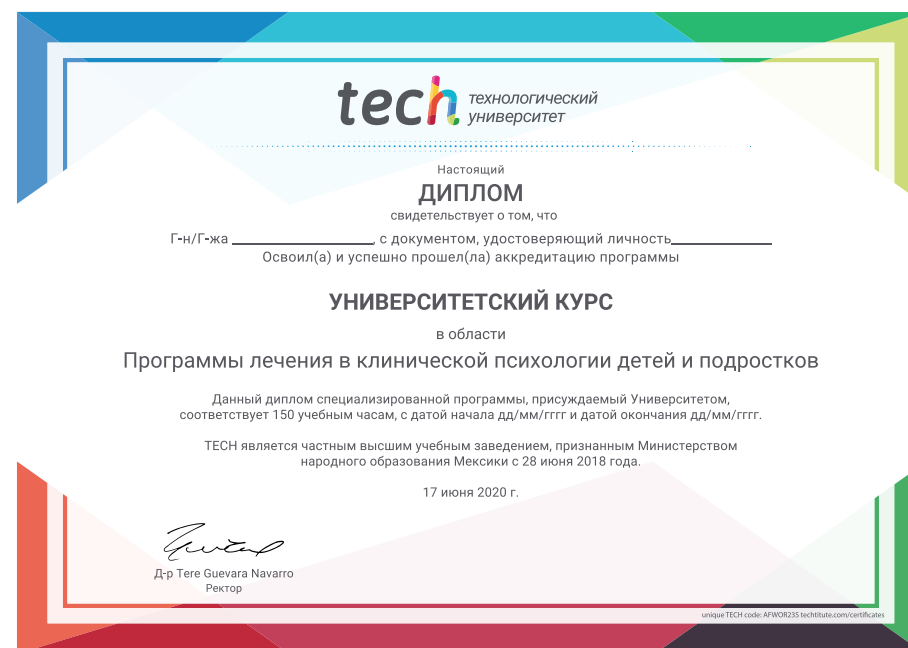 tech технологический
университет
Настоящий
ДИПЛОМ
свидетельствует о том, что
Г-н/Г-жа ____________________, с документом, удостоверяющий личность______________
Освоил(а) и успешно прошел(ла) аккредитацию программы
УНИВЕРСИТЕТСКИЙ КУРС
в области
Программы лечения в клинической психологии детей и подростков
Данный диплом специализированной программы, присуждаемый Университетом,
соответствует 150 учебным часам, с датой начала дд/мм/гггг и датой окончания дд/мм/гггг.
TECH является частным высшим учебным заведением, признанным Министерством
народного образования Мексики с 28 июня 2018 года.
17 июня 2020 г.
Д-р Tere Guevara Navarro
Ректор
unique TECH code: AFWOR23S techtitute.com/certificates